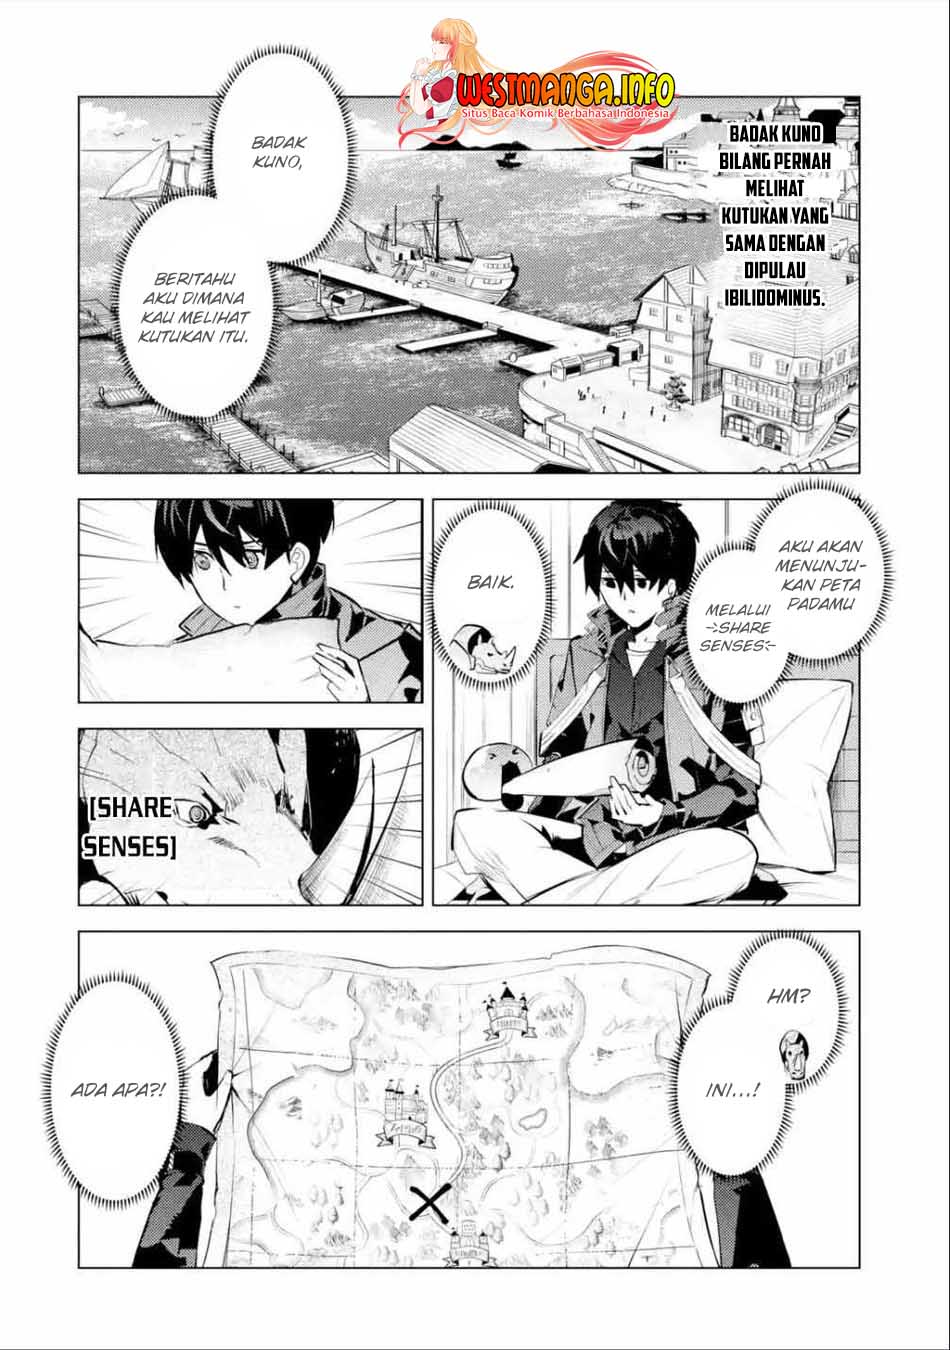 WESTMANGA.INFO
Situs Baca Komik Berbahasa Indonesia
BADAK KUNO
BILANG PERNAH
MELIHAT
KUTUKAN YANG
SAMA DENGAN
DIPULAU
IBILIDOMINUS.
BADAK
KUNO,
BERITAHU
AKU DIMANA
KAU MELIHAT
KUTUKAN ITU.
AKU AKAN
MENUNJU-
KAN PETA
PADAMU
MELALUI
-:SHARE
SENSES:-
BAIK.
[SHARE
SENSES]
HM?
INI...!
ADA APA?!